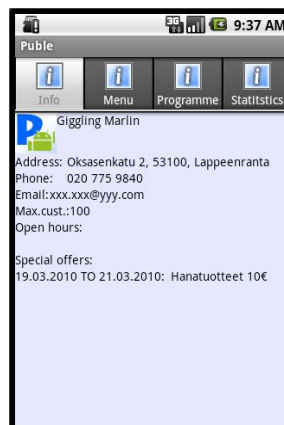 3G 9:37 AM
Puble
Info Menu Programme Statitstics
Giggling Marlin
Address: Oksasenkatu 2, 53100, Lappeenranta
Phone: 020 775 9840
Email:xxx.xxx@yyy.com
Max.cust.:100
Open hours:
Special offers:
19.03.2010 TO 21.03.2010: Hanatuotteet 10€